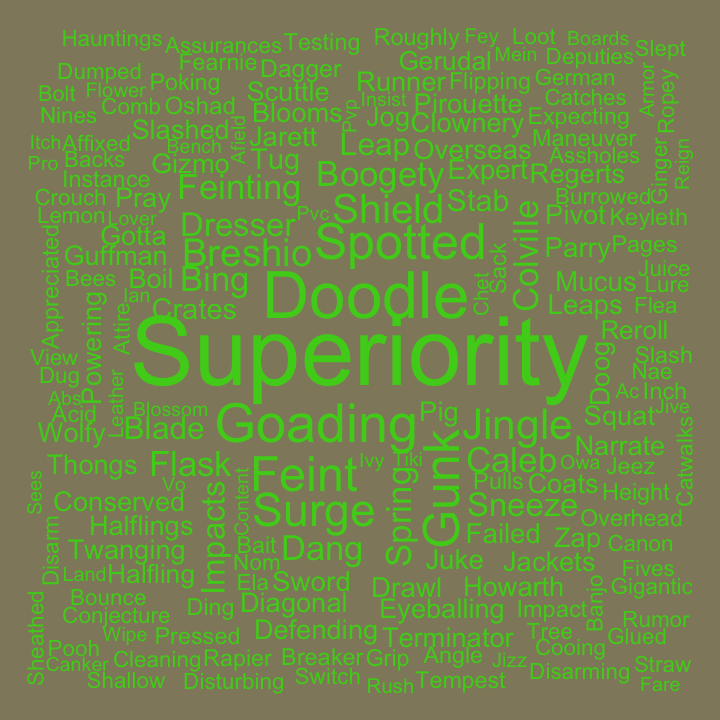 Hauntings
Assurances
Testing
Roughly
Fey
Loot
Boards
Slept
Mein
Deputies
Fearnie
Dumped
Poking
Dagger
Gerudal
Runner
Flipping
German
Armor
Ropey
Bolt
Flower
Comb
Oshad
Scuttle
Blooms
Pvp
Insist
Jog
Pirouette
Catches
Expecting
Nines
Slashed
Jarett
Clownery
Maneuver
Itch
Affixed
Bench
Afield
Leap
Overseas
Assholes
Ginger
Reign
Pro
Backs
Gizmo
Tug
Boogety
Expert
Regerts
Instance
Feinting
Crouch
Pray
Shield
Stab
Burrowed
Lemon
Lover
Dresser
Pvc
Colville
Pivot
Keyleth
Gotta
Spotted
Guffman
Breshio
Sack
Parry
Pages
Appreciated
Bees
Boil
Bing
Doodle
Chet
Mucus
Juice
Lure
Powering
Ian
Attire
Crates
Leaps
Flea
Superiority
Reroll
View
Doog
Slash
Dug
Nae
Abs
Leather
Ac
Inch
Acid
Blossom
Goading
Pig
Jingle
Squat
Jive
Wolfy
Blade
Gunk
Narrate
Catwalks
Thongs
Flask
Feint
Ivy
Tiki
Caleb
Owa
Jeez
Sees
Vo
Spring
Pulls
Coats
Height
Conserved
Impacts
Content
Surge
Sneeze
Overhead
Halflings
Failed
Zap
Canon
Disarm
Twanging
Bait
Dang
Nom
Juke
Jackets
Fives
Land
Halfling
Ela
Sword
Drawl
Howarth
Banjo
Gigantic
Sheathed
Bounce
Ding
Diagonal
Eyeballing
Impact
Conjecture
Rumor
Wipe
Pressed
Defending
Terminator
Tree
Glued
Pooh
Cooing
Canker
Cleaning
Rapier
Breaker
Grip
Angle
Jizz
Straw
Shallow
Disturbing
Switch
Rush
Tempest
Disarming
Fare